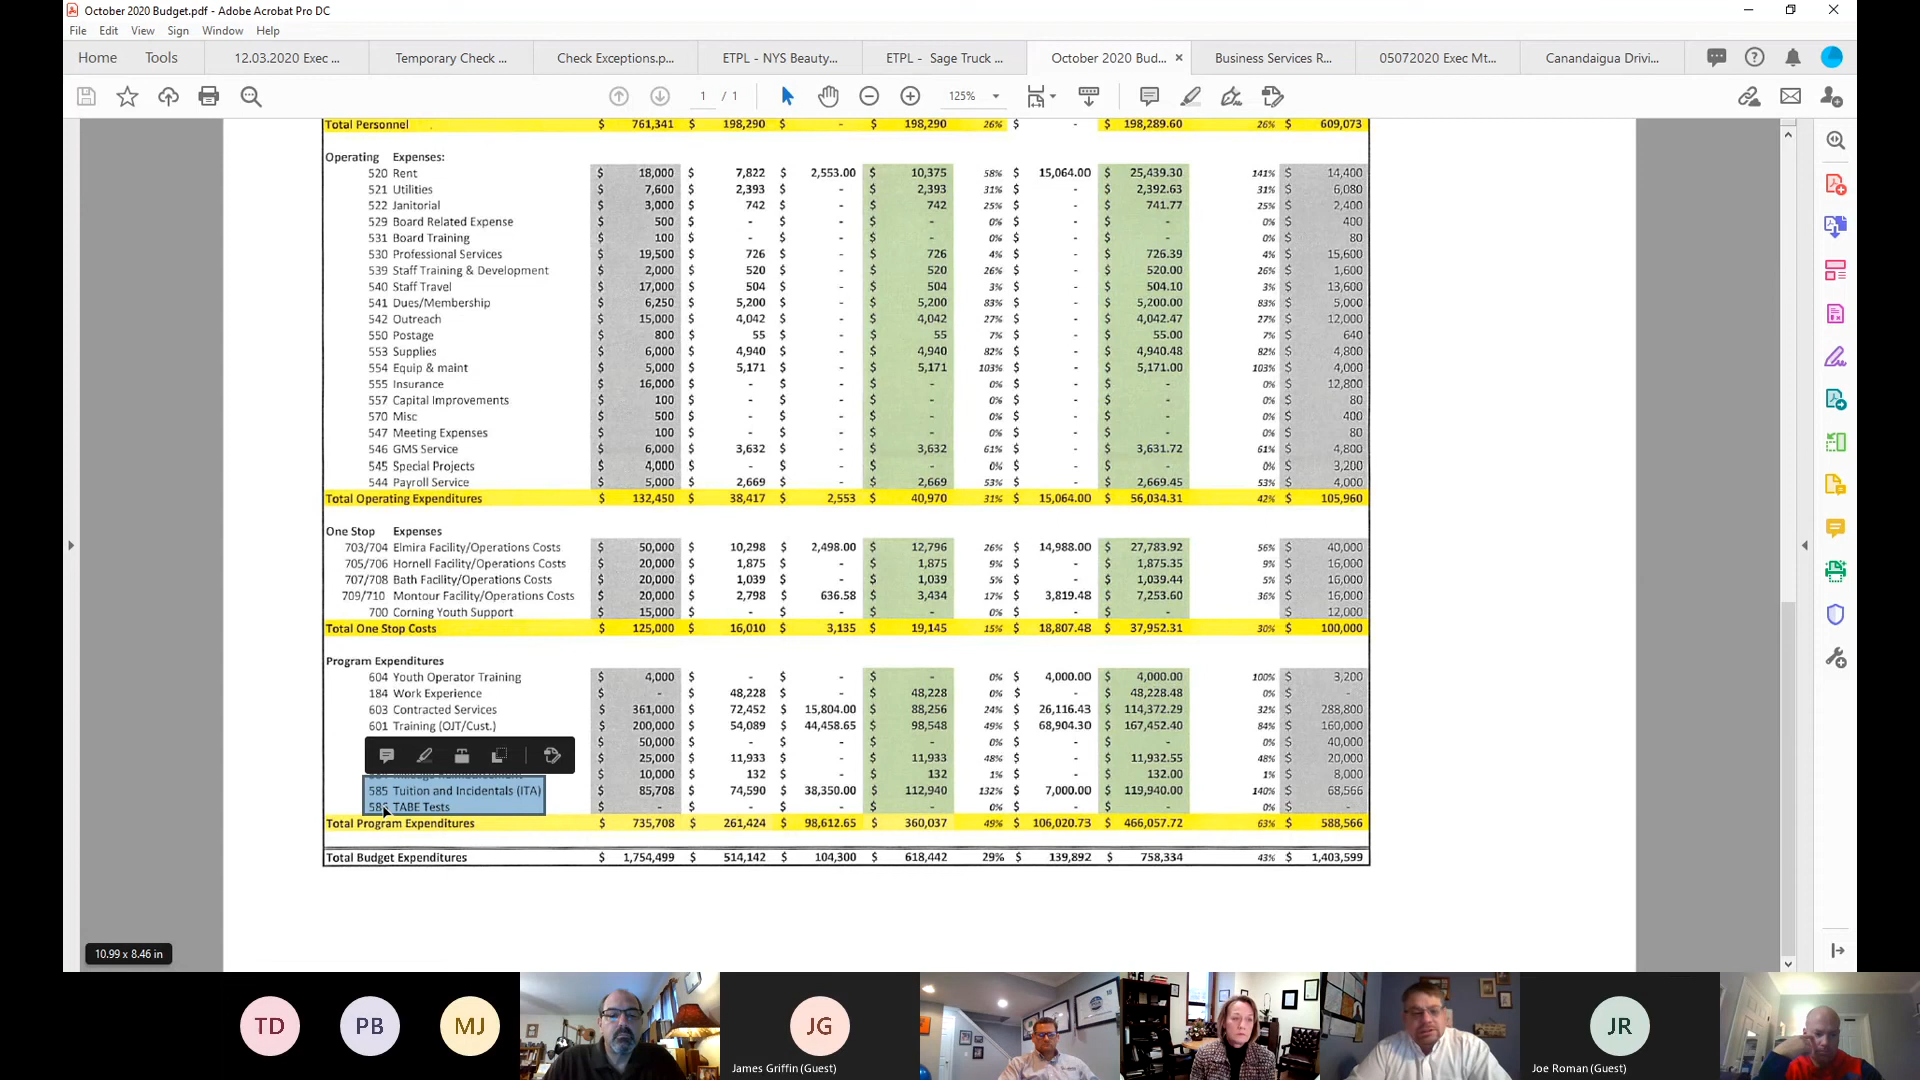 October 2020 Budget.pdf - Adobe Acrobat Pro DC
File Edit View Sign Window Help
Home Tools 12.03.2020 Exec ... Temporary Check ... Check Exceptions.p... ETPL - NYS Beauty... ETPL - Sage Truck ... October 2020 Bud... × Business Services R... 05072020 Exec Mt... Canandaigua Drivi...
1 / 1 125%
Total Personnel $ 761,341 $ 198,290 - $ 198,290 26% $ - $ 198,289.60 26% $ 609,073
Operating Expenses:
520 Rent $ 18,000 $ 7,822 $ 2,553.00 $ 10,375 58% $ 15,064.00 $ 25,439.30 141% $ 14,400
521 Utilities $ 7,600 $ 2,393 $ - $ 2,393 31% $ - $ 2,392.63 31% $ 6,080
522 Janitorial $ 3,000 $ 742 $ - $ 742 25% $ - $ 741.77 25% $ 2,400
529 Board Related Expense $ 500 $ - $ - $ - 0% $ - $ - 0% $ 400
531 Board Training $ 100 $ - $ - $ - 0% $ - $ - 0% $ 80
530 Professional Services $ 19,500 $ 726 $ - $ 726 4% $ - $ 726.39 4% $ 15,600
539 Staff Training & Development $ 2,000 $ 520 $ - $ 520 26% $ - $ 520.00 26% $ 1,600
540 Staff Travel $ 17,000 $ 504 $ - $ 504 3% $ - $ 504.10 3% $ 13,600
541 Dues/Membership $ 6,250 $ 5,200 $ - $ 5,200 83% $ - $ 5,200.00 83% $ 5,000
542 Outreach $ 15,000 $ 4,042 $ - $ 4,042 27% $ - $ 4,042.47 27% $ 12,000
550 Postage $ 800 $ 55 $ - $ 55 7% $ - $ 55.00 7% $ 640
553 Supplies $ 6,000 $ 4,940 $ - $ 4,940 82% $ - $ 4,940.48 82% $ 4,800
554 Equip & maint $ 5,000 $ 5,171 $ - $ 5,171 103% $ - $ 5,171.00 103% $ 4,000
555 Insurance $ 16,000 $ - $ - $ - 0% $ - $ - 0% $ 12,800
557 Capital Improvements $ 100 $ - $ - $ - 0% $ - $ - 0% $ 80
570 Misc $ 500 $ - $ - $ - 0% $ - $ - 0% $ 400
547 Meeting Expenses $ 100 $ - $ - $ - 0% $ - $ - 0% $ 80
546 GMS Service $ 6,000 $ 3,632 $ - $ 3,632 61% $ - $ 3,631.72 61% $ 4,800
545 Special Projects $ 4,000 $ - $ - $ - 0% $ - $ - 0% $ 3,200
544 Payroll Service $ 5,000 $ 2,669 $ - $ 2,669 53% $ - $ 2,669.45 53% $ 4,000
Total Operating Expenditures $ 132,450 $ 38,417 $ 2,553 $ 40,970 31% $ 15,064.00 $ 56,034.31 42% $ 105,960
One Stop Expenses
703/704 Elmira Facility/Operations Costs $ 50,000 $ 10,298 $ 2,498.00 $ 12,796 26% $ 14,988.00 $ 27,783.92 56% $ 40,000
705/706 Hornell Facility/Operations Costs $ 20,000 $ 1,875 $ - $ 1,875 9% $ - $ 1,875.35 9% $ 16,000
707/708 Bath Facility/Operations Costs $ 20,000 $ 1,039 $ - $ 1,039 5% $ - $ 1,039.44 5% $ 16,000
709/710 Montour Facility/Operations Costs $ 20,000 $ 2,798 $ 636.58 $ 3,434 17% $ 3,819.48 $ 7,253.60 36% $ 16,000
700 Corning Youth Support $ 15,000 $ - $ - $ - 0% $ - $ - $ 12,000
Total One Stop Costs $ 125,000 $ 16,010 $ 3,135 $ 19,145 15% $ 18,807.48 $ 37,952.31 30% $ 100,000
Program Expenditures
604 Youth Operator Training $ 4,000 $ - $ - $ - 0% $ 4,000.00 $ 4,000.00 100% $ 3,200
184 Work Experience $ - $ 48,228 $ - $ 48,228 0% $ - $ 48,228.48 0% $ -
603 Contracted Services $ 361,000 $ 72,452 $ 15,804.00 $ 88,256 24% $ 26,116.43 $ 114,372.29 32% $ 288,800
601 Training (OJT/Cust.) $ 200,000 $ 54,089 $ 44,458.65 $ 98,548 49% $ 68,904.30 $ 167,452.40 84% $ 160,000
$ 50,000 $ - $ - $ - 0% $ - $ - 0% $ 40,000
$ 25,000 $ 11,933 $ - $ 11,933 48% $ - $ 11,932.55 48% $ 20,000
$ 10,000 $ 132 $ - $ 132 1% $ - $ 132.00 1% $ 8,000
585 Tuition and Incidentals (ITA) $ 85,708 $ 74,590 $ 38,350.00 $ 112,940 132% $ 7,000.00 $ 119,940.00 140% $ 68,566
TABE Tests $ - $ - $ - $ - 0% $ - $ - 0% $ -
Total Program Expenditures $ 735,708 $ 261,424 $ 98,612.65 $ 360,037 49% $ 106,020.73 $ 466,057.72 63% $ 588,566
Total Budget Expenditures $ 1,754,499 $ 514,142 $ 104,300 $ 618,442 29% $ 139,892 $ 758,334 43% $ 1,403,599
10.99 x 8.46 in
TD PB MJ JG JR
James Griffin (Guest) Joe Roman (Guest)